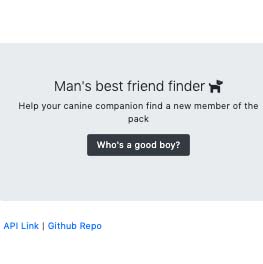 Man's best friend finder
Help your canine companion find a new member of the
pack
Who's a good boy?
API Link | Github Repo